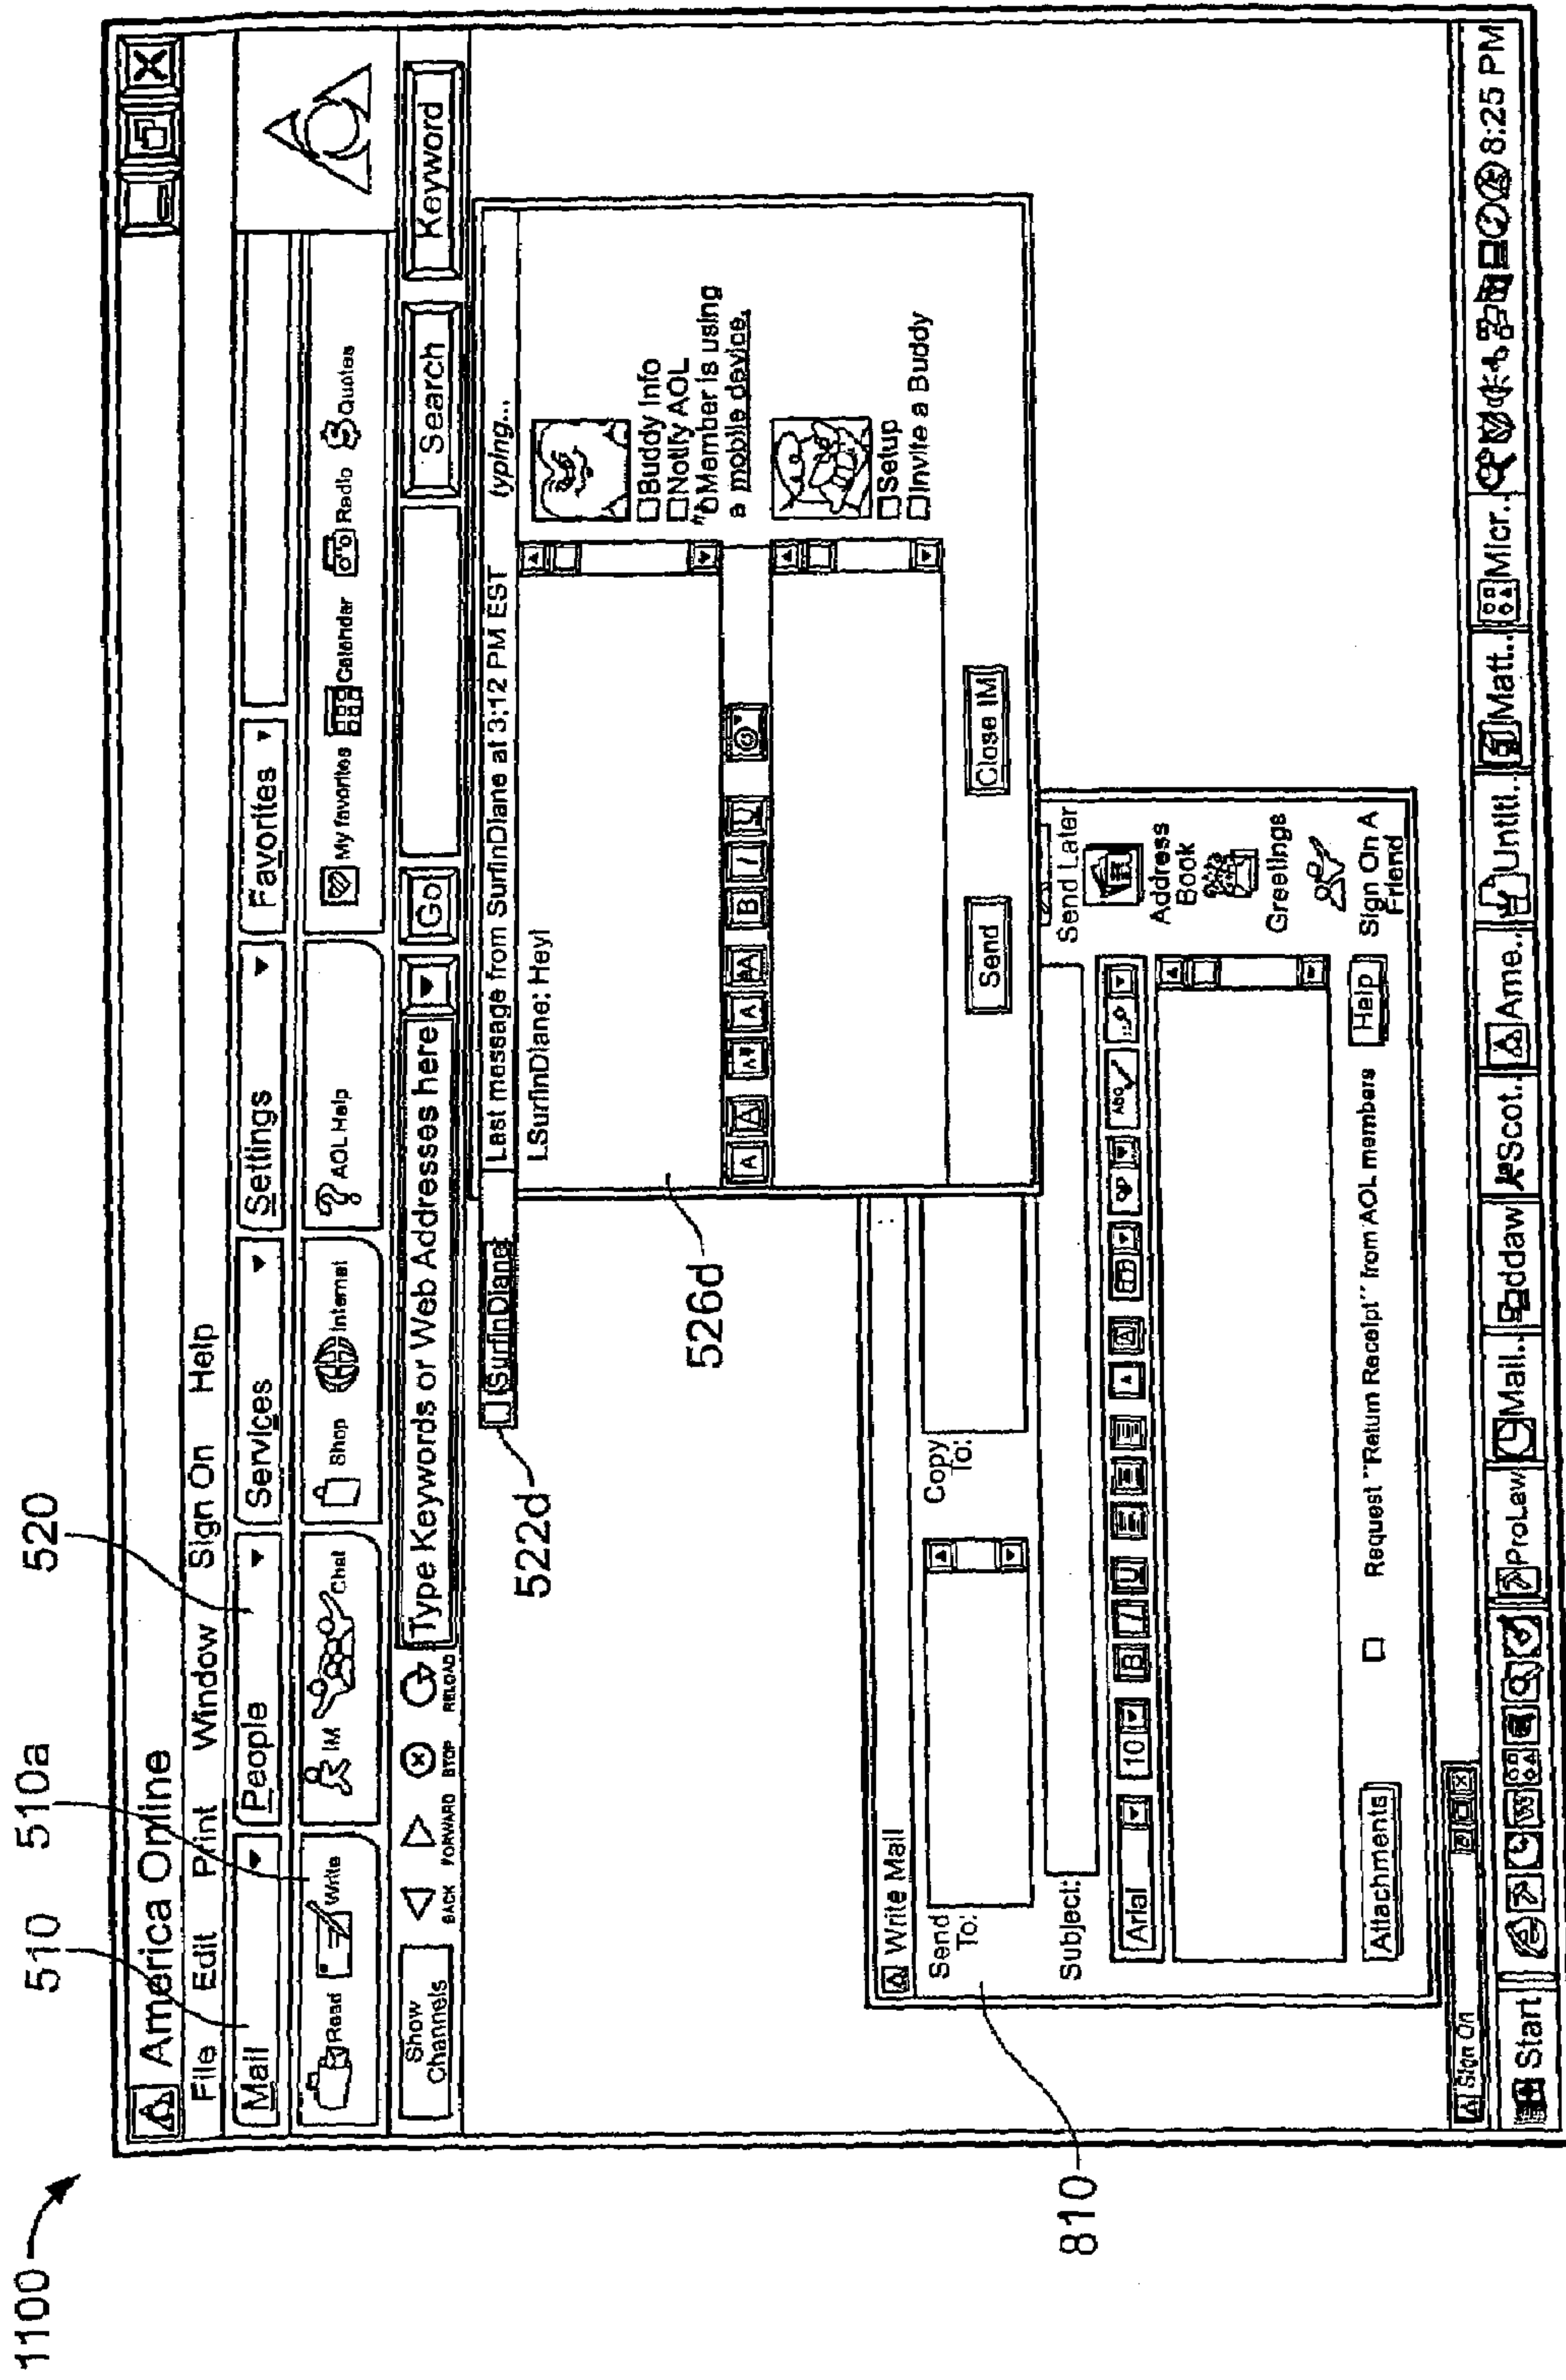 1100
510
510a
520
America Online
File Edit Print Window Sign On Help
Mail People Services Settings Favorites
Read Write IM Chat Shop Internet AOL Help My favorites Calendar Radio Quotes
Show Channels
BACK FORWARD STOP RELOAD
Type Keywords or Web Addresses here Go Search Keyword
522d
SurfinDiane
Last message from SurfinDiane at 3:12 PM EST typing...
LSurfinDiane: Hey!
Buddy Info
Notify AOL
Member is using
a mobile device.
A A A A AA B I U
Setup
Invite a Buddy
Send Close IM
526d
810
Write Mail
Send To:
Copy To:
Subject:
Send Later
Arial 10 B I U
Address Book
Greetings
Sign On A Friend
Attachments
Request "Return Receipt" from AOL members
Help
Sign On
Start ProLaw Mail.. ddaw Scot.. Ame.. Untitl.. Matt.. Micr.. 8:25 PM